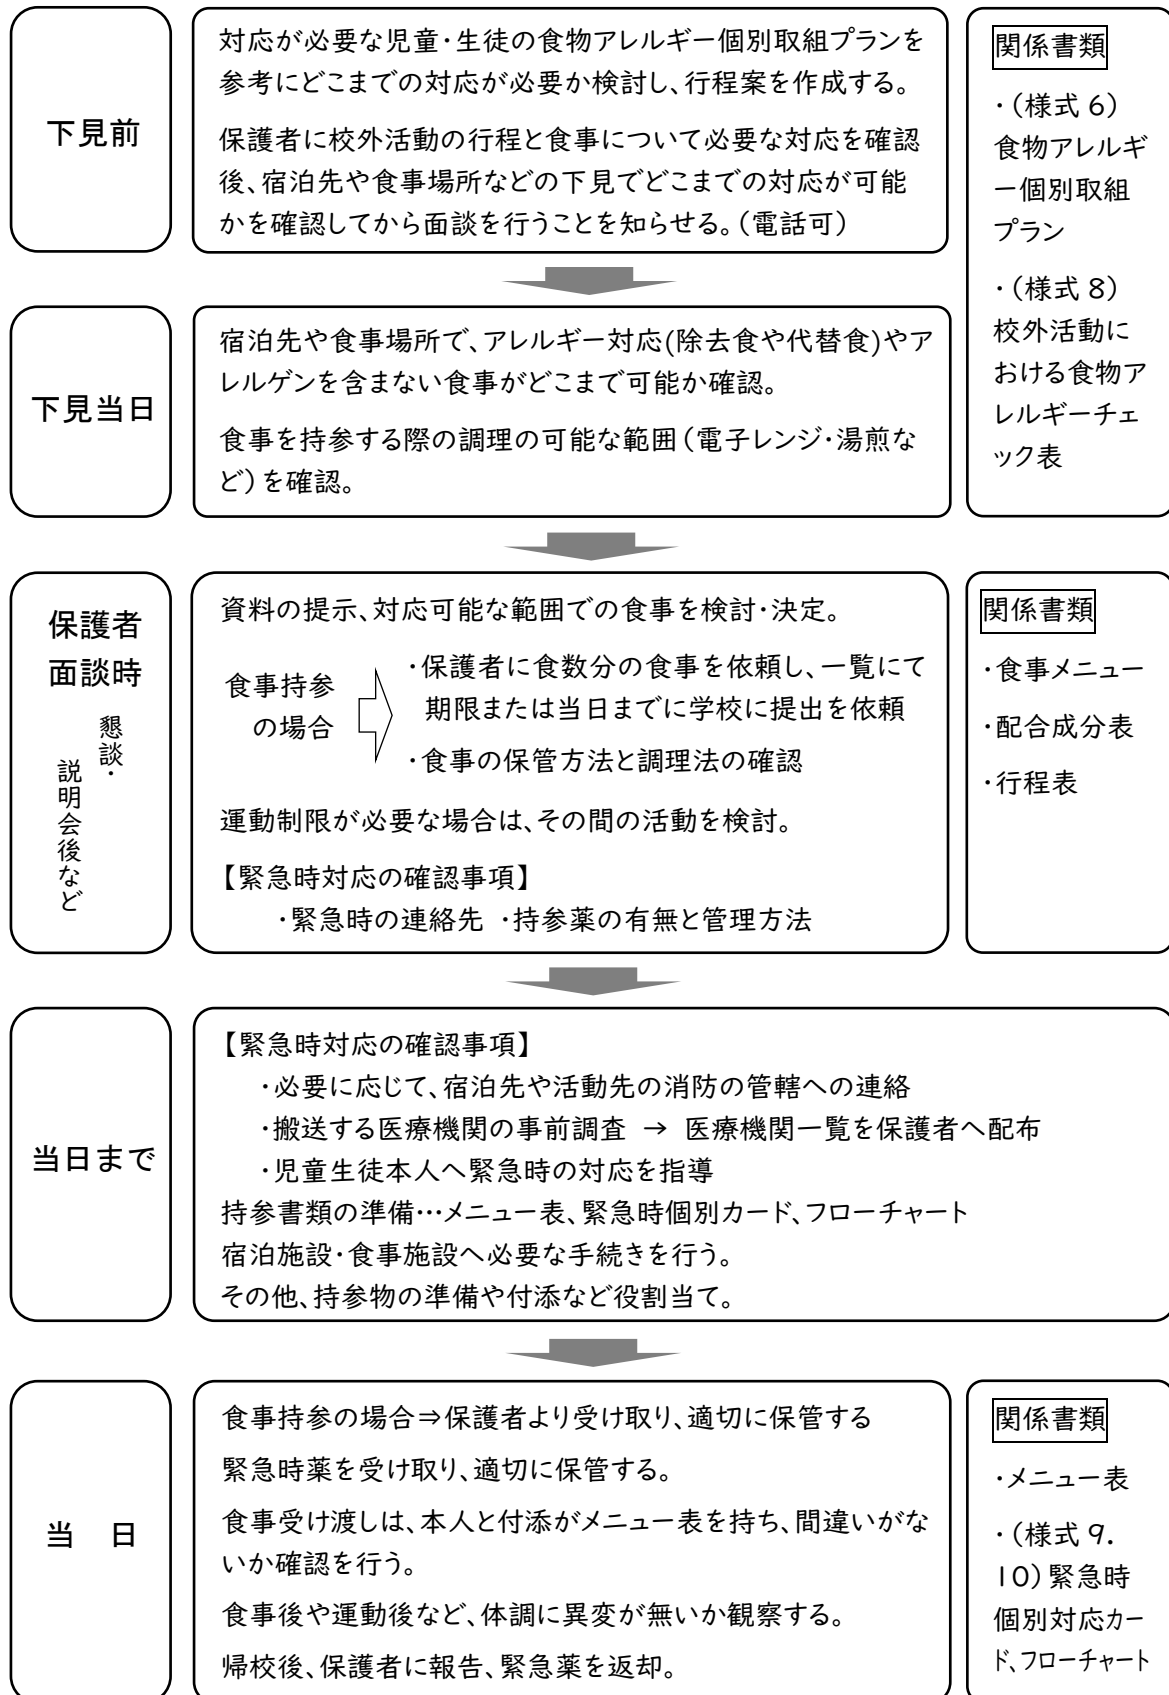 下見前
対応が必要な児童・生徒の食物アレルギー個別取組プランを
参考にどこまでの対応が必要か検討し、行程案を作成する。
保護者に校外活動の行程と食事について必要な対応を確認
後、宿泊先や食事場所などの下見でどこまでの対応が可能
かを確認してから面談を行うことを知らせる。（電話可）
関係書類
・（様式 6）
食物アレルギ
ー個別取組
プラン
・（様式 8）
校外活動に
おける食物ア
レルギーチェ
ック表
下見当日
宿泊先や食事場所で、アレルギー対応(除去食や代替食)やア
レルゲンを含まない食事がどこまで可能か確認。
食事を持参する際の調理の可能な範囲（電子レンジ・湯煎な
ど）を確認。
保護者
面談時
懇談・
説明会後など
資料の提示、対応可能な範囲での食事を検討・決定。
食事持参
の場合
・保護者に食数分の食事を依頼し、一覧にて
期限または当日までに学校に提出を依頼
・食事の保管方法と調理法の確認
運動制限が必要な場合は、その間の活動を検討。
【緊急時対応の確認事項】
・緊急時の連絡先 ・持参薬の有無と管理方法
関係書類
・食事メニュー
・配合成分表
・行程表
当日まで
【緊急時対応の確認事項】
・必要に応じて、宿泊先や活動先の消防の管轄への連絡
・搬送する医療機関の事前調査 → 医療機関一覧を保護者へ配布
・児童生徒本人へ緊急時の対応を指導
持参書類の準備…メニュー表、緊急時個別カード、フローチャート
宿泊施設・食事施設へ必要な手続きを行う。
その他、持参物の準備や付添など役割当て。
当　日
食事持参の場合⇒保護者より受け取り、適切に保管する
緊急時薬を受け取り、適切に保管する。
食事受け渡しは、本人と付添がメニュー表を持ち、間違いがな
いか確認を行う。
食事後や運動後など、体調に異変が無いか観察する。
帰校後、保護者に報告、緊急薬を返却。
関係書類
・メニュー表
・（様式 9．
10）緊急時
個別対応カー
ド、フローチャート